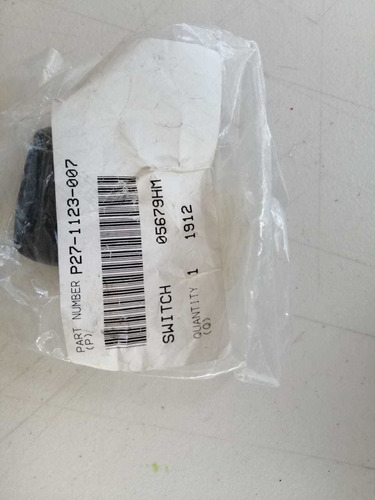 PART NUMBER P27-1123-007
(P)
SWITCH 05679HM
QUANTITY 1 1912
(Q)